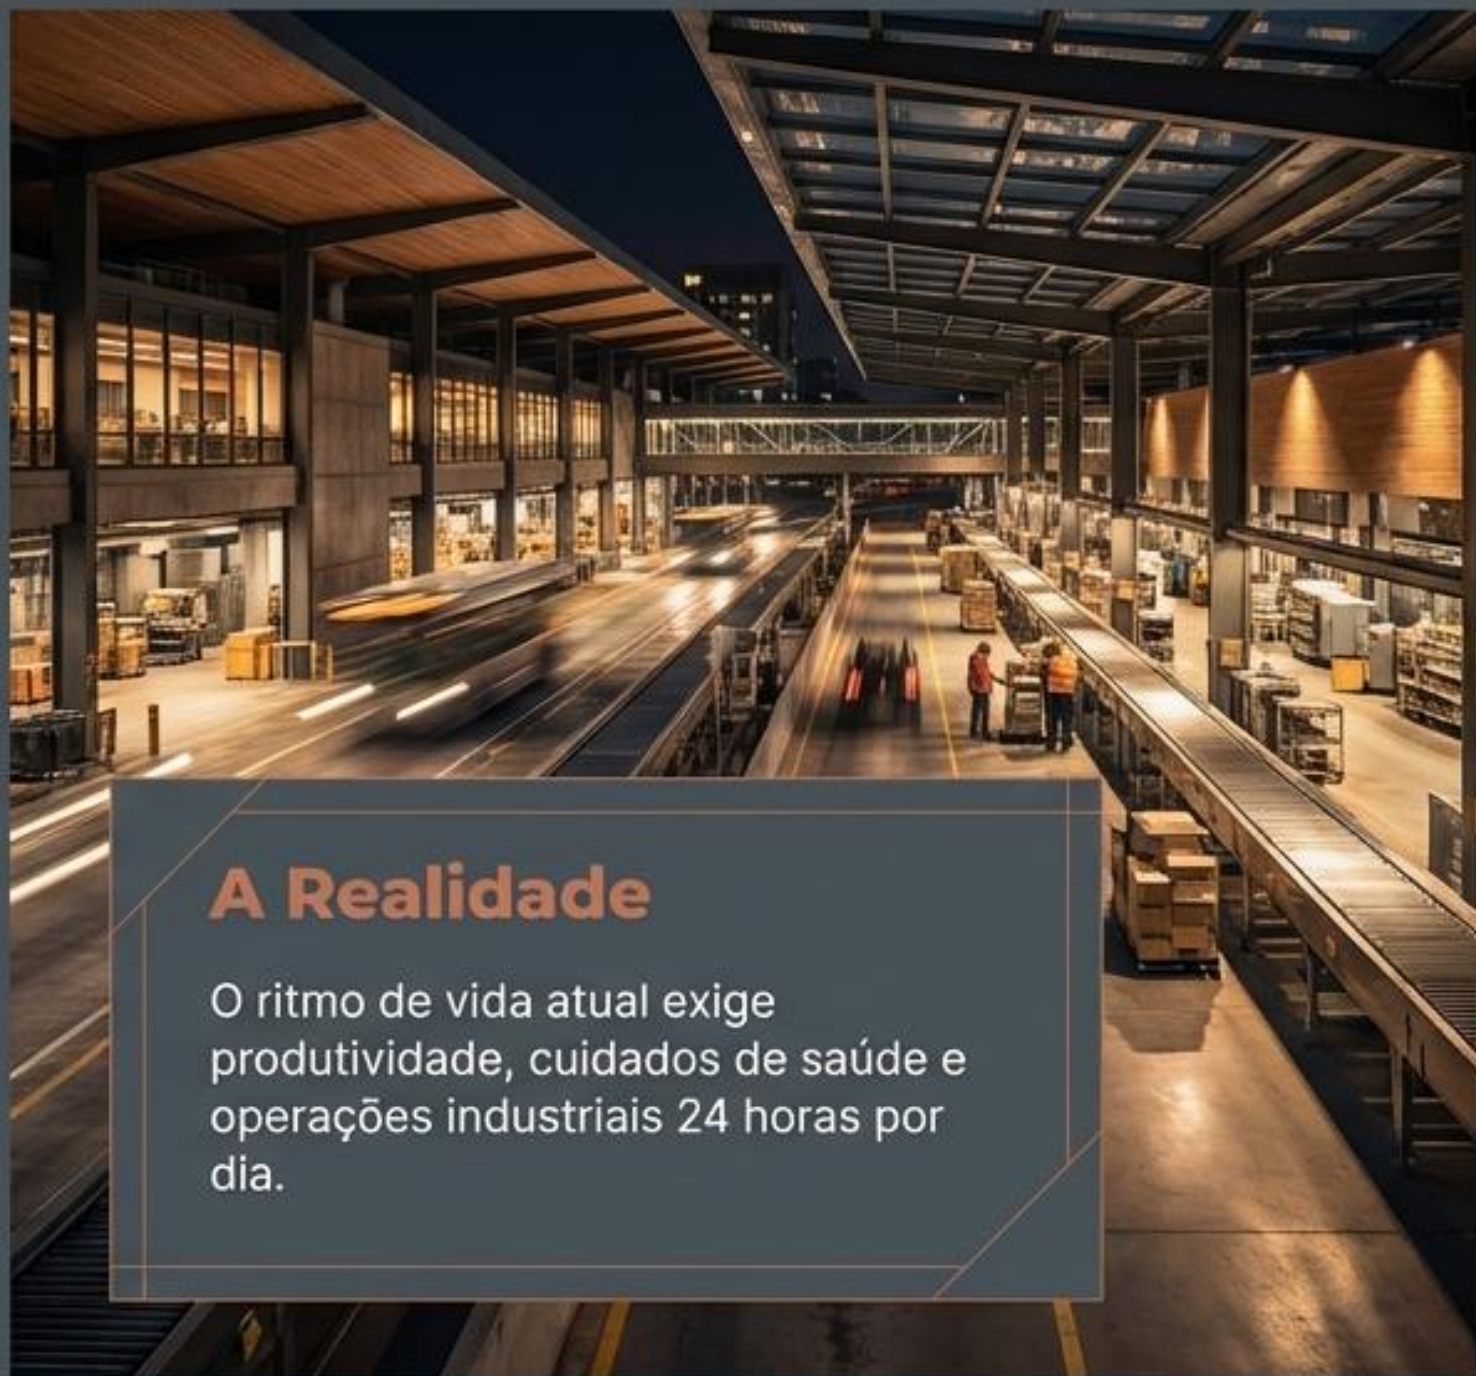 A Realidade
O ritmo de vida atual exige
produtividade, cuidados de saúde e
operações industriais 24 horas por
dia.